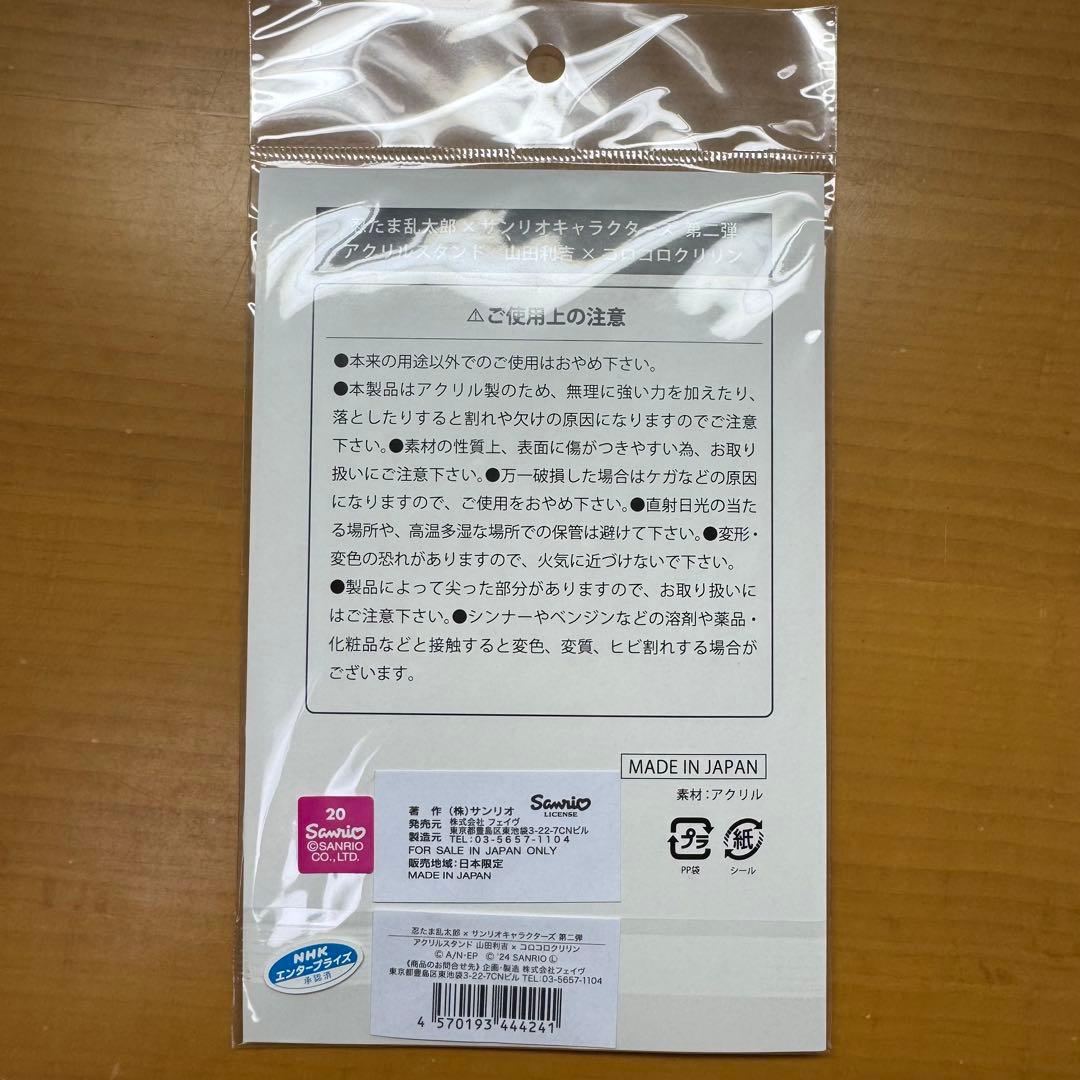 忍たま乱太郎 × サンリオキャラクターズ 第二弾
アクリルスタンド 山田利吉 × コロコロクリリン
⚠ご使用上の注意
●本来の用途以外でのご使用はおやめ下さい。
●本製品はアクリル製のため、無理に強い力を加えたり、
落としたりすると割れや欠けの原因になりますのでご注意
下さい。●素材の性質上、表面に傷がつきやすい為、お取り
扱いにご注意下さい。●万一破損した場合はケガなどの原因
になりますので、ご使用をおやめ下さい。●直射日光の当た
る場所や、高温多湿な場所での保管は避けて下さい。●変形・
変色の恐れがありますので、火気に近づけないで下さい。
●製品によって尖った部分がありますので、お取り扱いに
はご注意下さい。●シンナーやベンジンなどの溶剤や薬品・
化粧品などと接触すると変色、変質、ヒビ割れする場合が
ございます。
MADE IN JAPAN
素材：アクリル
プラ
PP袋
紙
シール
20
Sanrio
©SANRIO
CO.,LTD.
著 作 (株)サンリオ
Sanrio
LICENSE
発売元 株式会社 フェイヴ
製造元 東京都豊島区東池袋3-22-7CNビル
TEL:03-5657-1104
FOR SALE IN JAPAN ONLY
販売地域:日本限定
MADE IN JAPAN
NHK
エンタープライズ
承認済
忍たま乱太郎 × サンリオキャラクターズ 第二弾
アクリルスタンド 山田利吉 × コロコロクリリン
Ⓒ A/N・EP Ⓒ '24 SANRIO Ⓛ
《商品のお問合せ先》企画・製造 株式会社フェイヴ
東京都豊島区東池袋3-22-7CNビル TEL:03-5657-1104
4 570193 444241